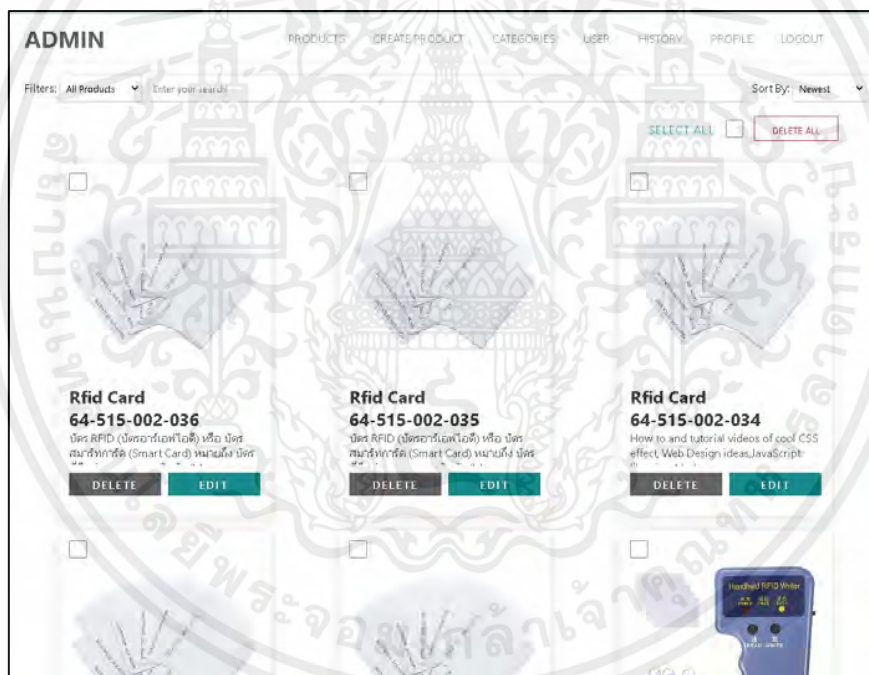 ADMIN
PRODUCTS CREATE PRODUCT CATEGORIES USER HISTORY PROFILE LOGOUT
Filters: All Products Enter your search! Sort By: Newest
SELECT ALL DELETE ALL
Rfid Card
64-515-002-036
บัตร RFID (บัตรอาร์เอฟไอดี) หรือ บัตร
สมาร์ทการ์ด (Smart Card) หมายถึง บัตร
DELETE EDIT
Rfid Card
64-515-002-035
บัตร RFID (บัตรอาร์เอฟไอดี) หรือ บัตร
สมาร์ทการ์ด (Smart Card) หมายถึง บัตร
DELETE EDIT
Rfid Card
64-515-002-034
How to and tutorial videos of cool CSS
effect, Web Design ideas,JavaScript
DELETE EDIT
Handheld RFID Writer